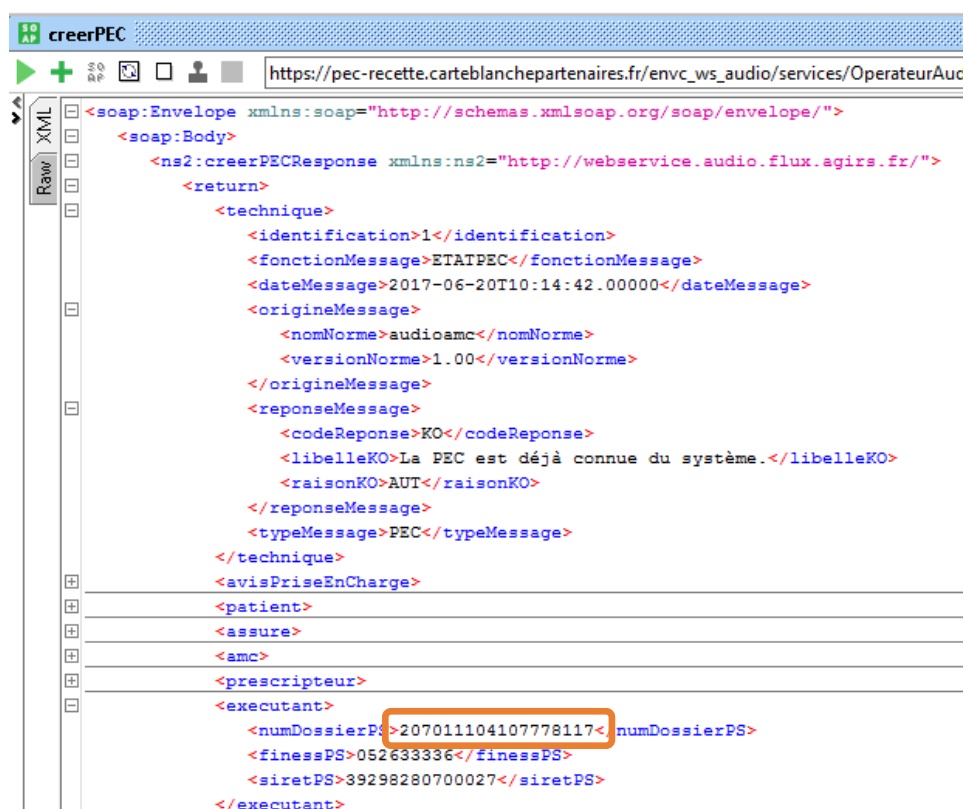 SOAP creerPEC
SOAP https://pec-recette.carteblanchepartenaires.fr/envc_ws_audio/services/OperateurAud
XML
Raw
<soap:Envelope xmlns:soap="http://schemas.xmlsoap.org/soap/envelope/">
<soap:Body>
<ns2:creerPECResponse xmlns:ns2="http://webservice.audio.flux.agirs.fr/">
<return>
<technique>
<identification>1</identification>
<fonctionMessage>ETATPEC</fonctionMessage>
<dateMessage>2017-06-20T10:14:42.00000</dateMessage>
<origineMessage>
<nomNorme>audioamc</nomNorme>
<versionNorme>1.00</versionNorme>
</origineMessage>
<reponseMessage>
<codeReponse>KO</codeReponse>
<libelleKO>La PEC est déjà connue du système.</libelleKO>
<raisonKO>AUT</raisonKO>
</reponseMessage>
<typeMessage>PEC</typeMessage>
</technique>
<avisPriseEnCharge>
<patient>
<assure>
<amc>
<prescripteur>
<executant>
<numDossierPS>207011104107778117</numDossierPS>
<finessPS>052633336</finessPS>
<siretPS>39298280700027</siretPS>
</executant>